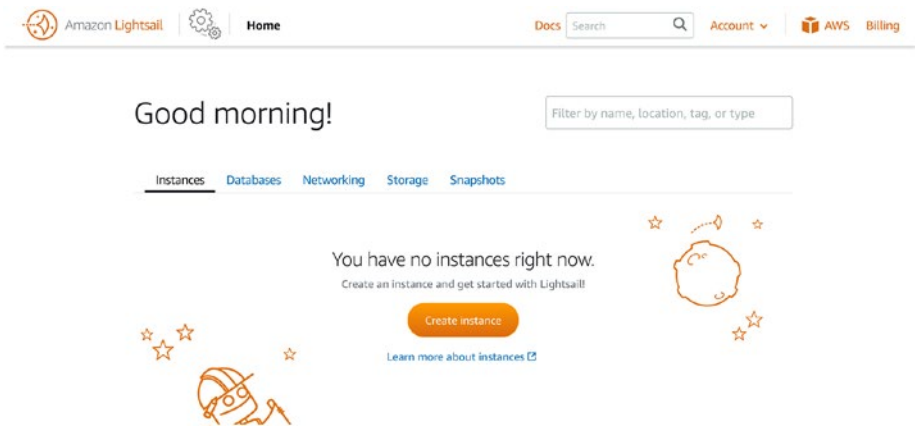 Amazon Lightsail Home Docs Search Account AWS Billing
Good morning!
Filter by name, location, tag, or type
Instances Databases Networking Storage Snapshots
You have no instances right now.
Create an instance and get started with Lightsail!
Create instance
Learn more about instances